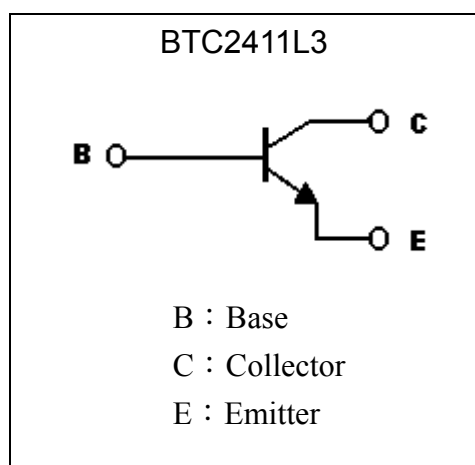 BTC2411L3
C
B
E
B：Base
C：Collector
E：Emitter